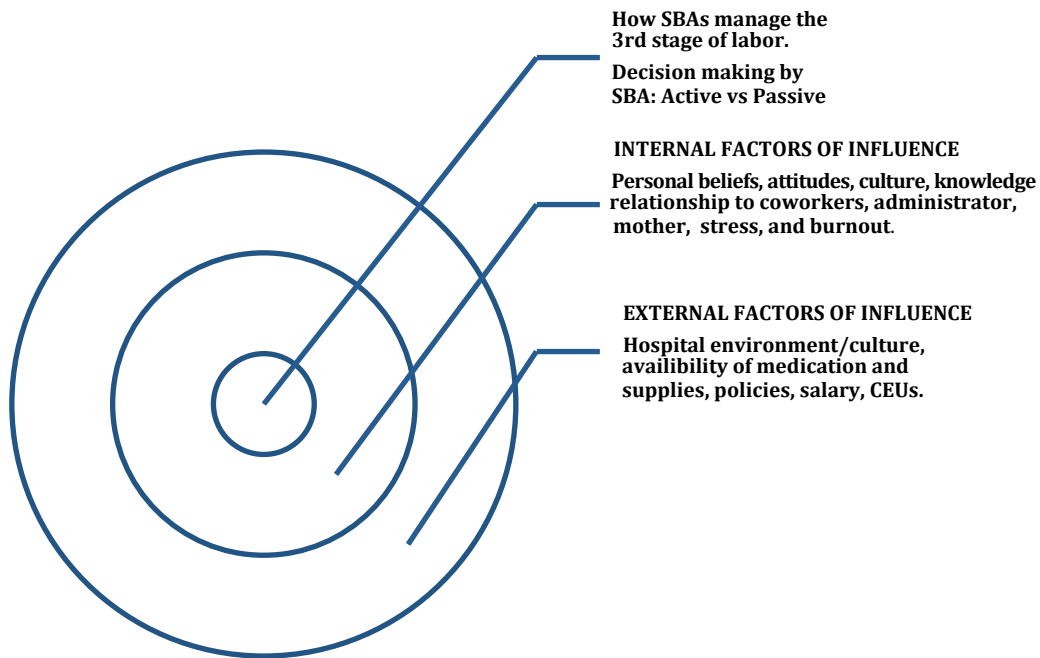 How SBAs manage the
3rd stage of labor.
Decision making by
SBA: Active vs Passive
INTERNAL FACTORS OF INFLUENCE
Personal beliefs, attitudes, culture, knowledge
relationship to coworkers, administrator,
mother, stress, and burnout.
EXTERNAL FACTORS OF INFLUENCE
Hospital environment/culture,
availibility of medication and
supplies, policies, salary, CEUs.